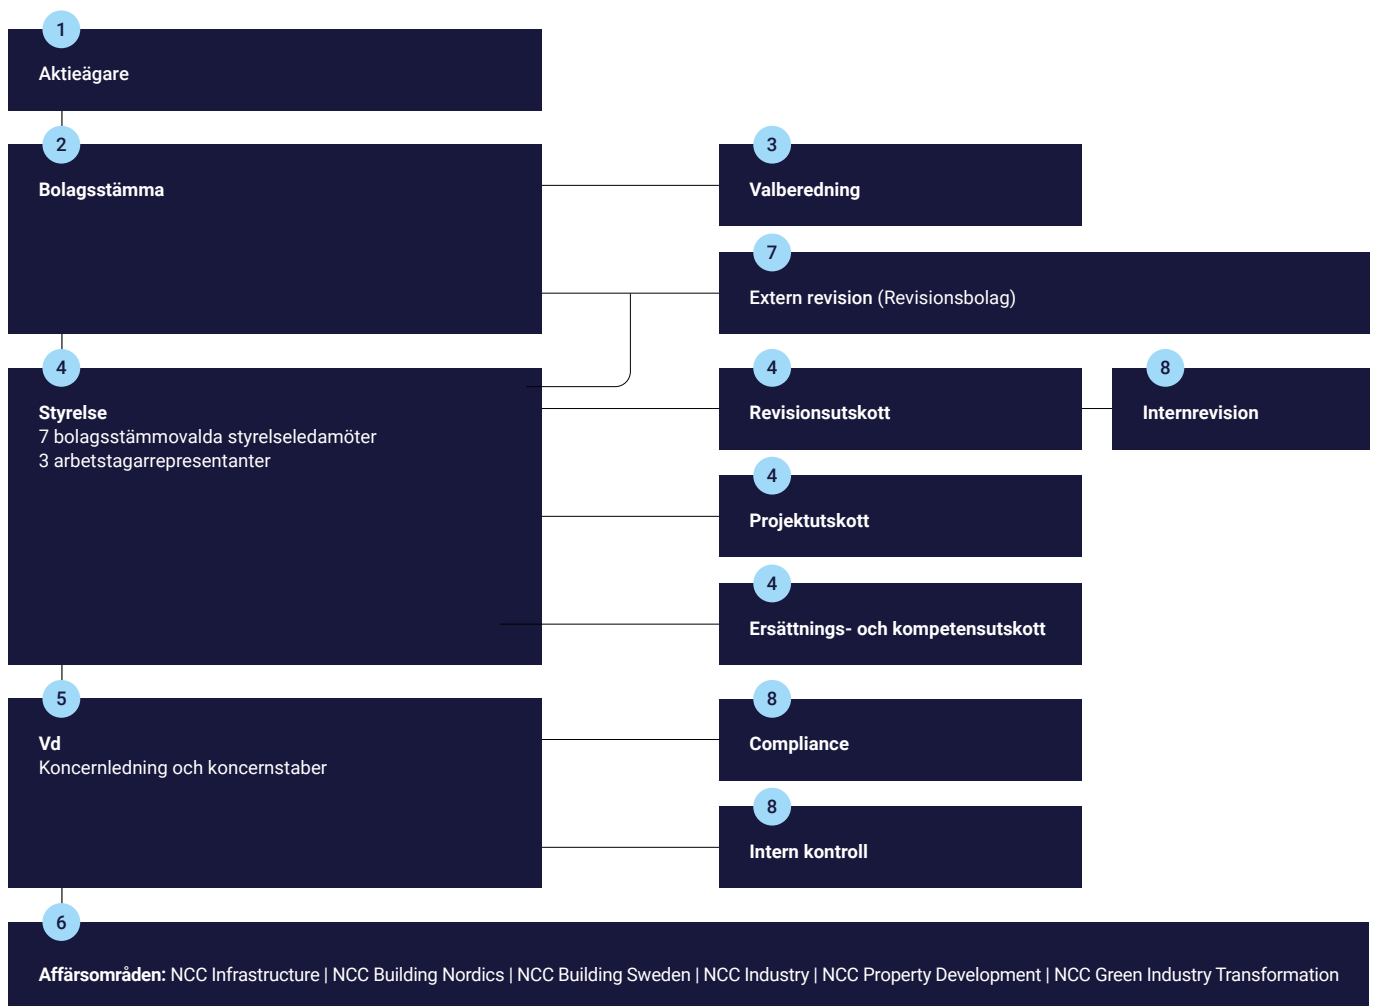 1
Aktieägare
2
Bolagsstämma
3
Valberedning
7
Extern revision (Revisionsbolag)
4
Styrelse
7 bolagsstämmovalda styrelseledamöter
3 arbetstagarrepresentanter
4
Revisionsutskott
8
Internrevision
4
Projektutskott
4
Ersättnings- och kompetensutskott
5
Vd
Koncernledning och koncernstaber
8
Compliance
8
Intern kontroll
6
Affärsområden: NCC Infrastructure | NCC Building Nordics | NCC Building Sweden | NCC Industry | NCC Property Development | NCC Green Industry Transformation